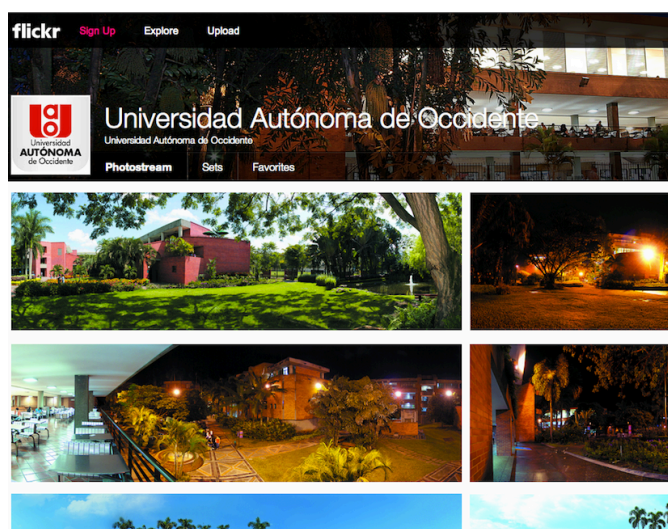 flickr Sign Up Explore Upload
Universidad Autónoma de Occidente
Universidad Autónoma de Occidente
Universidad
AUTÓNOMA
de Occidente
Photostream Sets Favorites